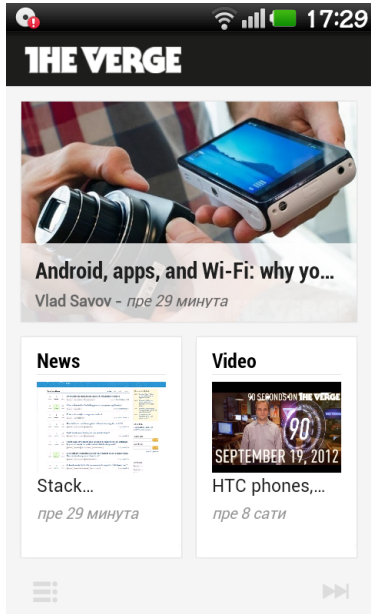 17:29
THE VERGE
Android, apps, and Wi-Fi: why yo...
Vlad Savov - пре 29 минута
News
Video
90 SECONDS ON THE VERGE
90
SEPTEMBER 19, 2012
Stack...
HTC phones,...
пре 29 минута
пре 8 сати